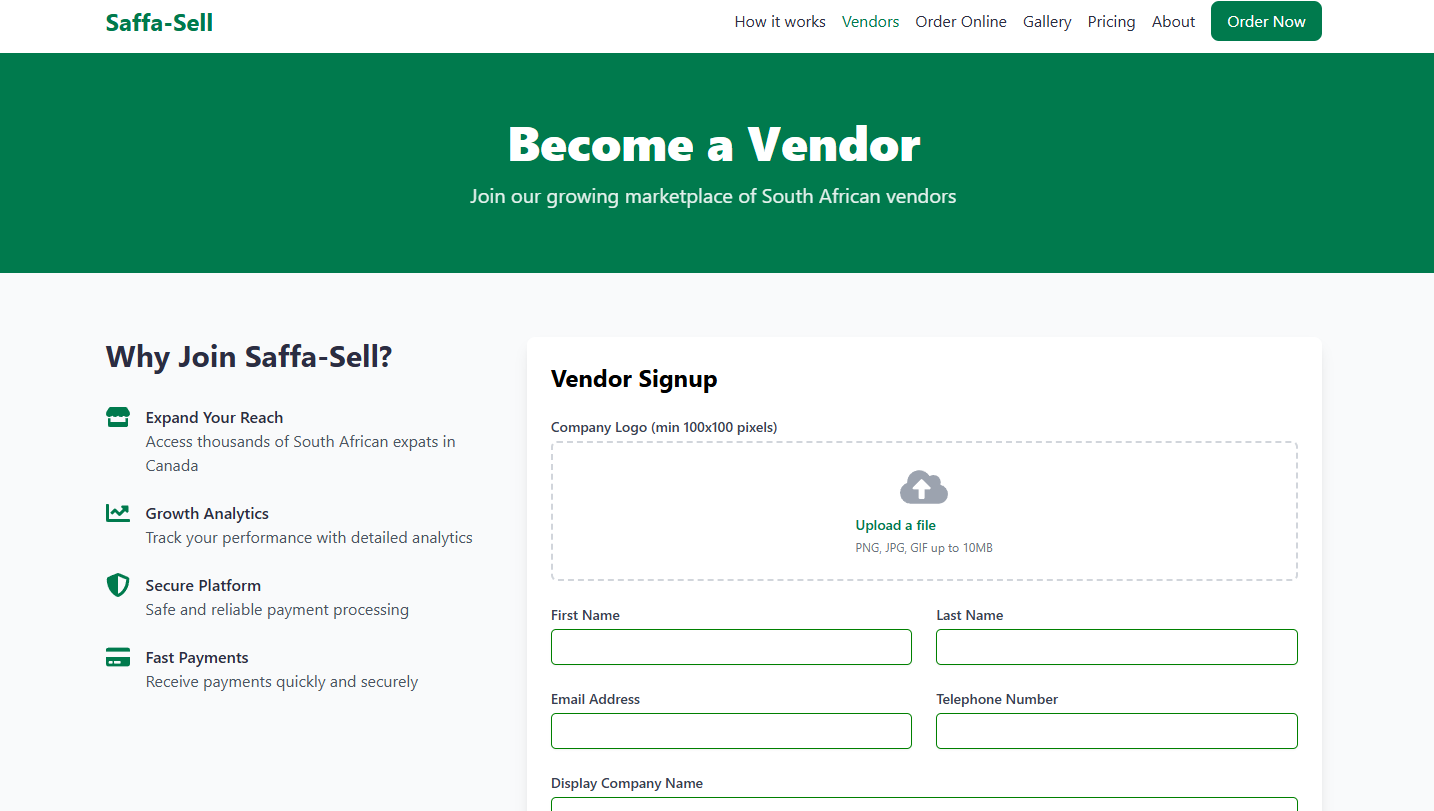 Saffa-Sell
How it works Vendors Order Online Gallery Pricing About Order Now
Become a Vendor
Join our growing marketplace of South African vendors
Why Join Saffa-Sell?
Expand Your Reach
Access thousands of South African expats in
Canada
Growth Analytics
Track your performance with detailed analytics
Secure Platform
Safe and reliable payment processing
Fast Payments
Receive payments quickly and securely
Vendor Signup
Company Logo (min 100x100 pixels)
Upload a file
PNG, JPG, GIF up to 10MB
First Name
Last Name
Email Address
Telephone Number
Display Company Name